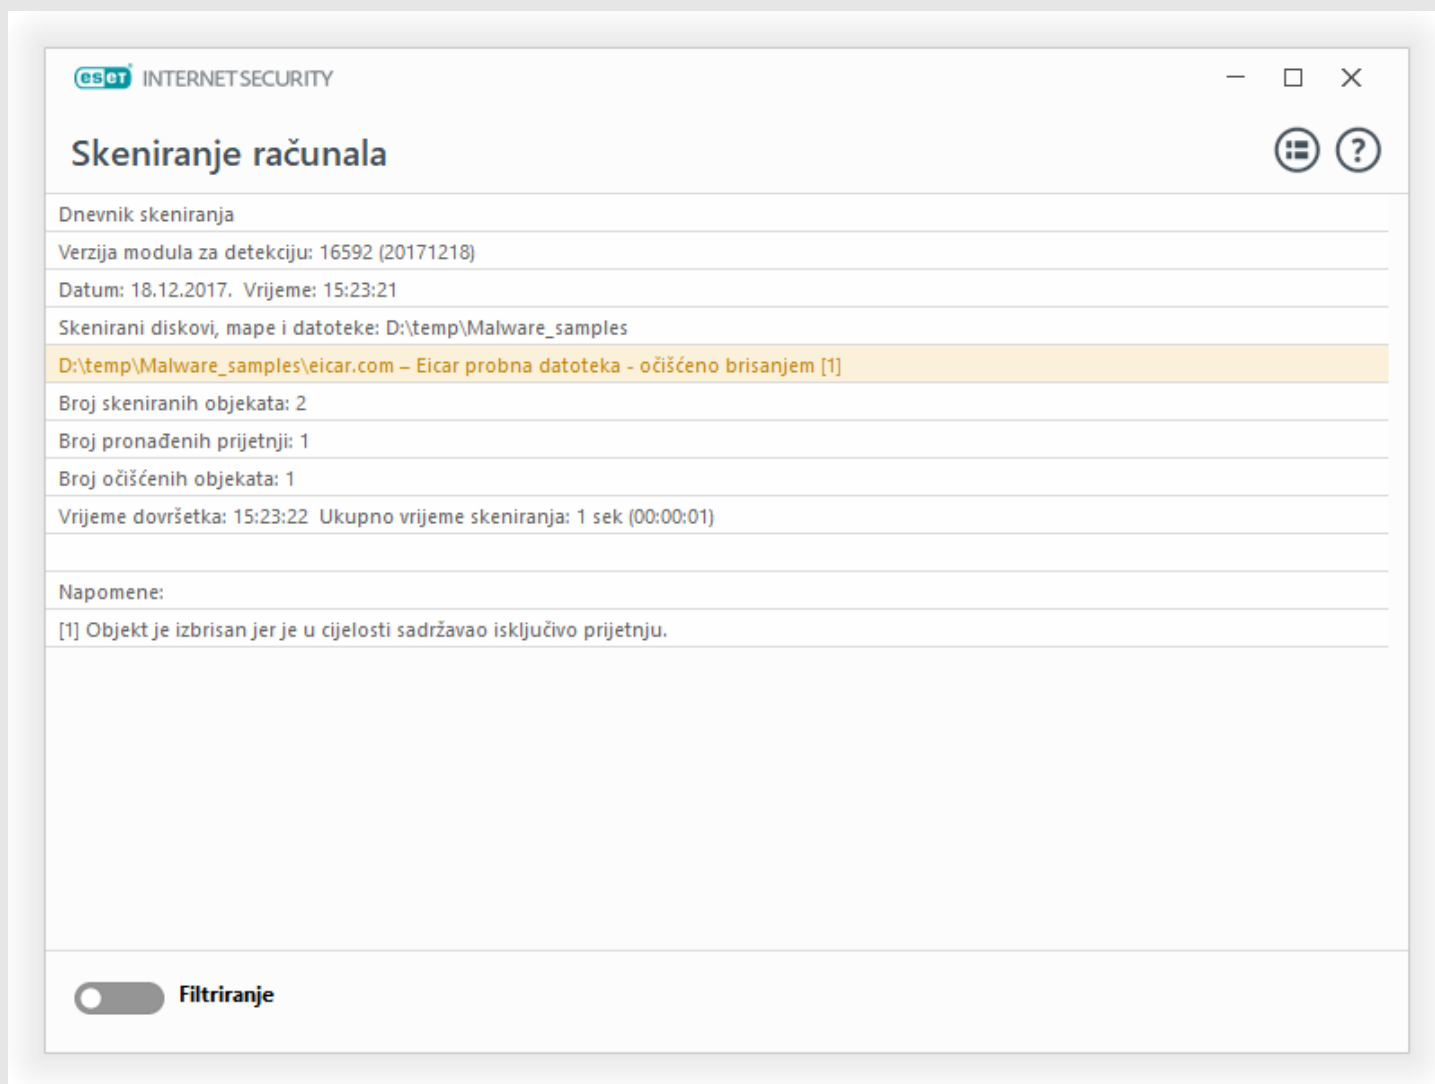 eset INTERNET SECURITY
Skeniranje računala
Dnevnik skeniranja
Verzija modula za detekciju: 16592 (20171218)
Datum: 18.12.2017.  Vrijeme: 15:23:21
Skenirani diskovi, mape i datoteke: D:\temp\Malware_samples
D:\temp\Malware_samples\eicar.com – Eicar probna datoteka - očišćeno brisanjem [1]
Broj skeniranih objekata: 2
Broj pronađenih prijetnji: 1
Broj očišćenih objekata: 1
Vrijeme dovršetka: 15:23:22  Ukupno vrijeme skeniranja: 1 sek (00:00:01)
Napomene:
[1] Objekt je izbrisan jer je u cijelosti sadržavao isključivo prijetnju.
Filtriranje